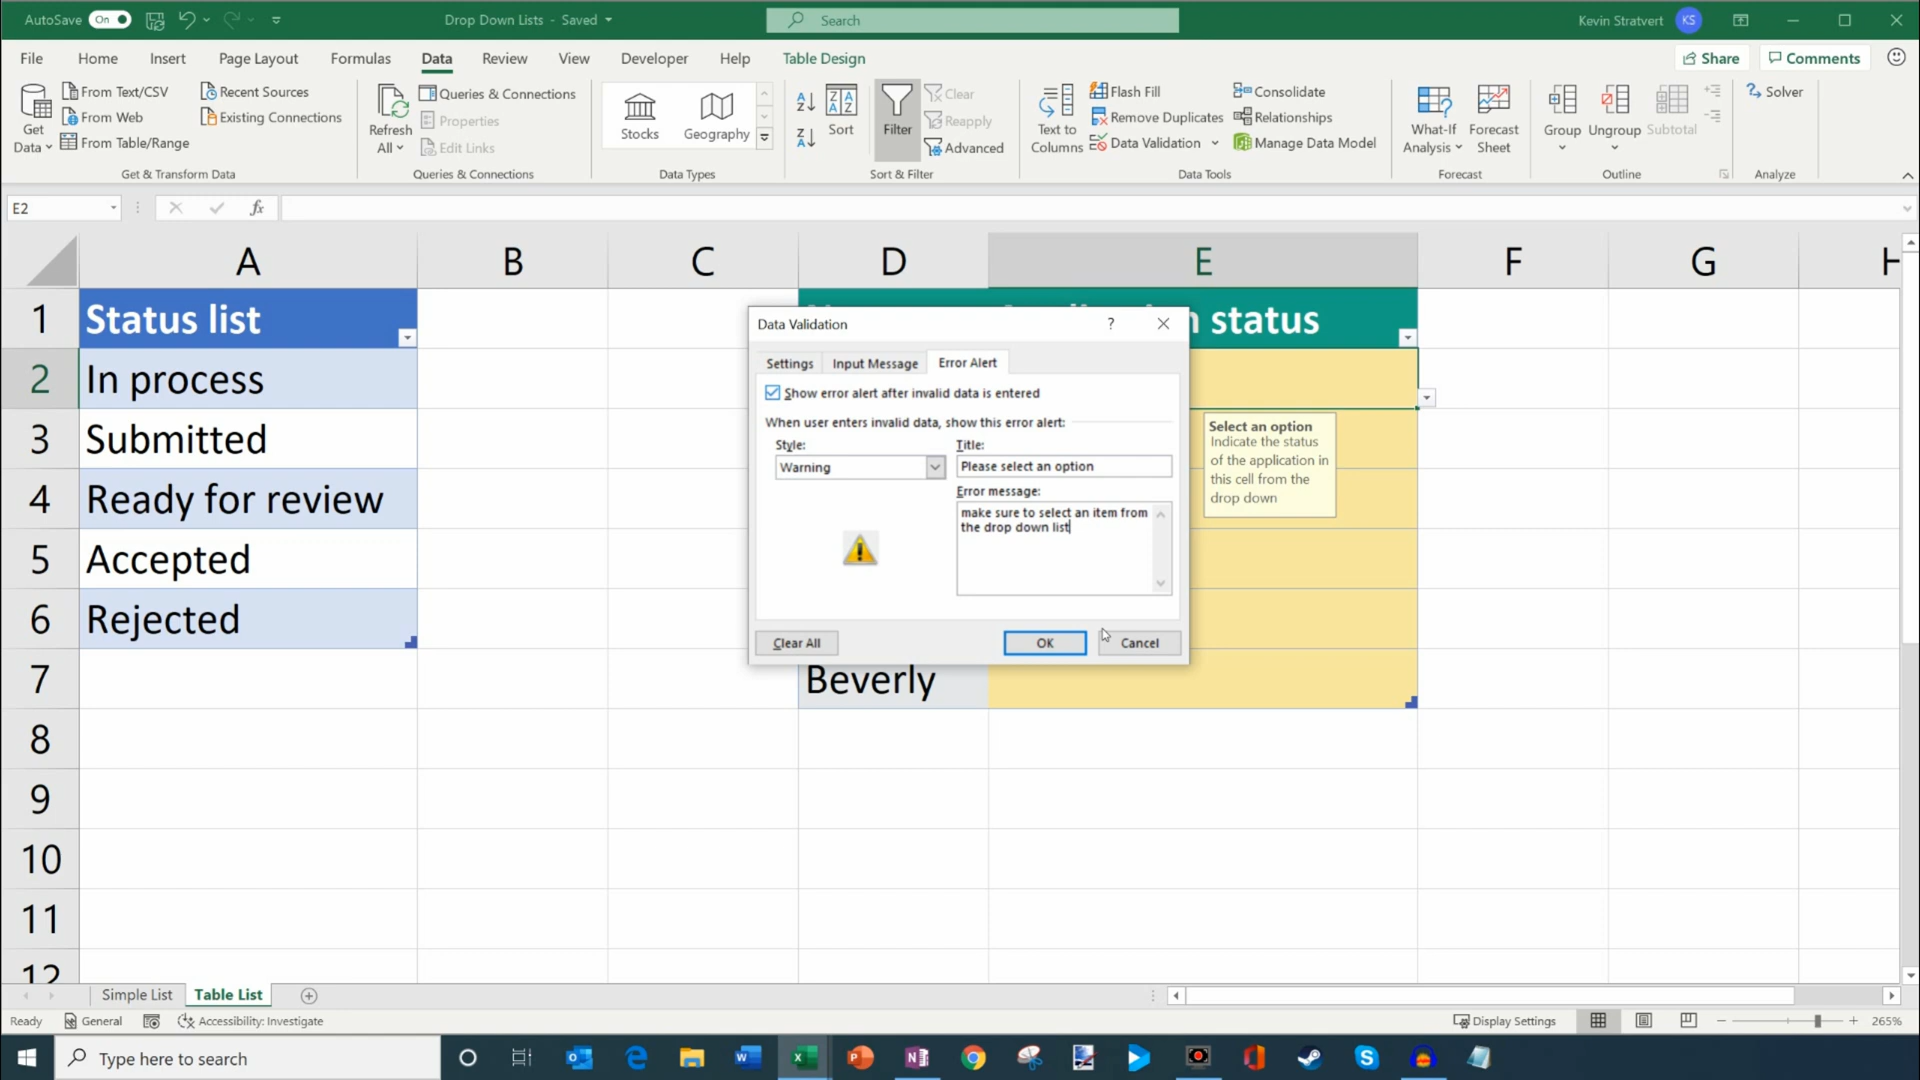 AutoSave On
Drop Down Lists - Saved
Search
Kevin Stratvert KS
File Home Insert Page Layout Formulas Data Review View Developer Help Table Design Share Comments
Get Data
From Text/CSV
From Web
From Table/Range
Recent Sources
Existing Connections
Get & Transform Data
Refresh All
Queries & Connections
Properties
Edit Links
Queries & Connections
Stocks Geography
Data Types
Sort
Filter
Clear
Reapply
Advanced
Sort & Filter
Text to Columns
Flash Fill
Remove Duplicates
Data Validation
Consolidate
Relationships
Manage Data Model
Data Tools
What-If Analysis
Forecast Sheet
Forecast
Group Ungroup Subtotal
Outline
Solver
Analyze
E2 fx
A B C D E F G H
1 Status list
2 In process
3 Submitted
4 Ready for review
5 Accepted
6 Rejected
7 Beverly
8
9
10
11
12
status
Data Validation ?
Settings Input Message Error Alert
Show error alert after invalid data is entered
When user enters invalid data, show this error alert:
Style: Title:
Warning Please select an option
Error message:
make sure to select an item from
the drop down list
Clear All OK Cancel
Select an option
Indicate the status
of the application in
this cell from the
drop down
Simple List Table List
Ready General Accessibility: Investigate Display Settings 265%
Type here to search